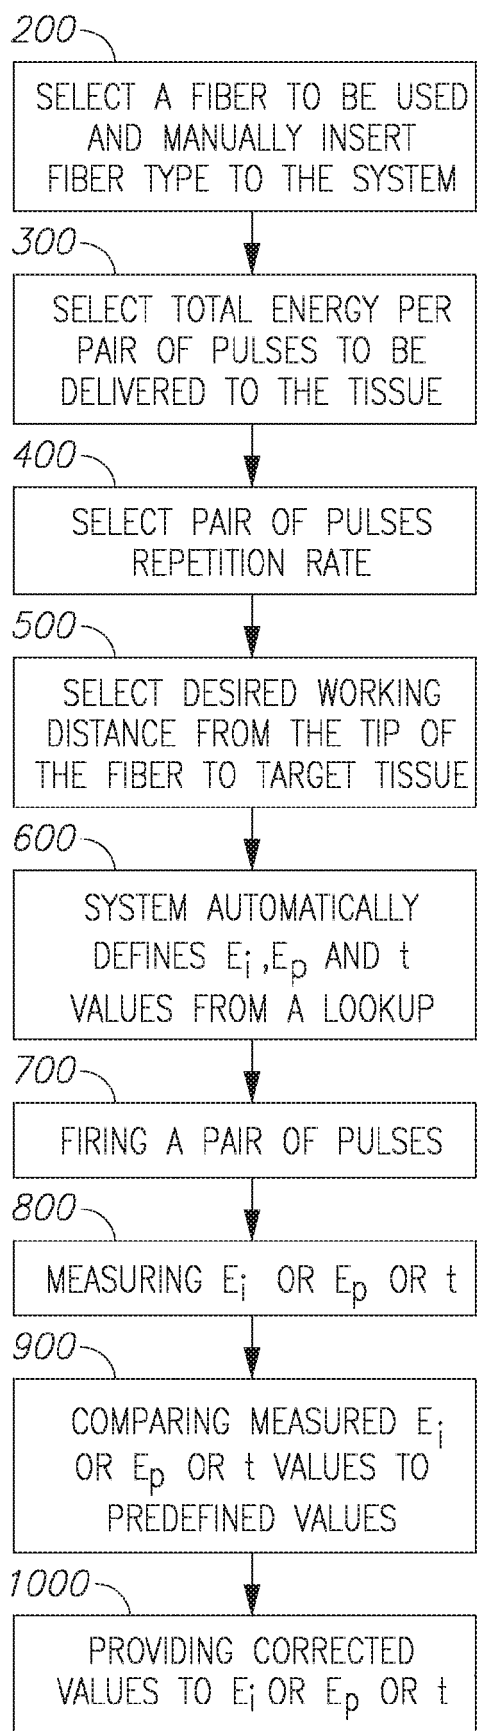 200
SELECT A FIBER TO BE USED
AND MANUALLY INSERT
FIBER TYPE TO THE SYSTEM
300
SELECT TOTAL ENERGY PER
PAIR OF PULSES TO BE
DELIVERED TO THE TISSUE
400
SELECT PAIR OF PULSES
REPETITION RATE
500
SELECT DESIRED WORKING
DISTANCE FROM THE TIP OF
THE FIBER TO TARGET TISSUE
600
SYSTEM AUTOMATICALLY
DEFINES Ei,Ep AND t
VALUES FROM A LOOKUP
700
FIRING A PAIR OF PULSES
800
MEASURING Ei OR Ep OR t
900
COMPARING MEASURED Ei
OR Ep OR t VALUES TO
PREDEFINED VALUES
1000
PROVIDING CORRECTED
VALUES TO Ei OR Ep OR t